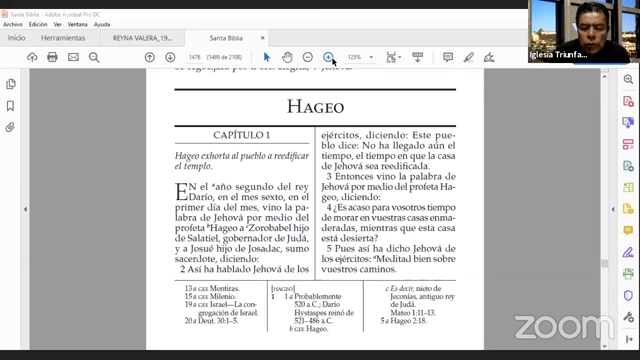 Santa Biblia - Adobe Acrobat Pro DC
Archivo Edición Ver Ventana Ayuda
Inicio Herramientas REYNA VALERA_19... Santa Biblia ×
1476 (1489 de 2108) 125%
Iglesia Triunfa...
HAGEO
CAPÍTULO 1
Hageo exhorta al pueblo a reedificar
el templo.
EN el ªaño segundo del rey
Darío, en el mes sexto, en el
primer día del mes, vino la pa-
labra de Jehová por medio del
profeta ᵇHageo a ᶜZorobabel hijo
de Salatiel, gobernador de Judá,
y a Josué hijo de Josadac, sumo
sacerdote, diciendo:
2 Así ha hablado Jehová de los
ejércitos, diciendo: Este pue-
blo dice: No ha llegado aún el
tiempo, el tiempo en que la casa
de Jehová sea reedificada.
3 Entonces vino la palabra de
Jehová por medio del profeta Ha-
geo, diciendo:
4 ¿Es acaso para vosotros tiempo
de morar en vuestras casas enma-
deradas, mientras que esta casa
está desierta?
5 Pues así ha dicho Jehová de
los ejércitos: ªMeditad bien sobre
vuestros caminos.
13 a GEE Mentiras.
15 a GEE Milenio.
19 a GEE Israel—La con-
gregación de Israel.
20 a Deut. 30:1–5.
[HAGEO]
1 1 a Probablemente
520 a.C.; Darío
Hystaspes reinó de
521–486 a.C.
b GEE Hageo.
c Es decir, nieto de
Jeconías, antiguo rey
de Judá.
Mateo 1:11–13.
5 a Hageo 2:18.
zoom